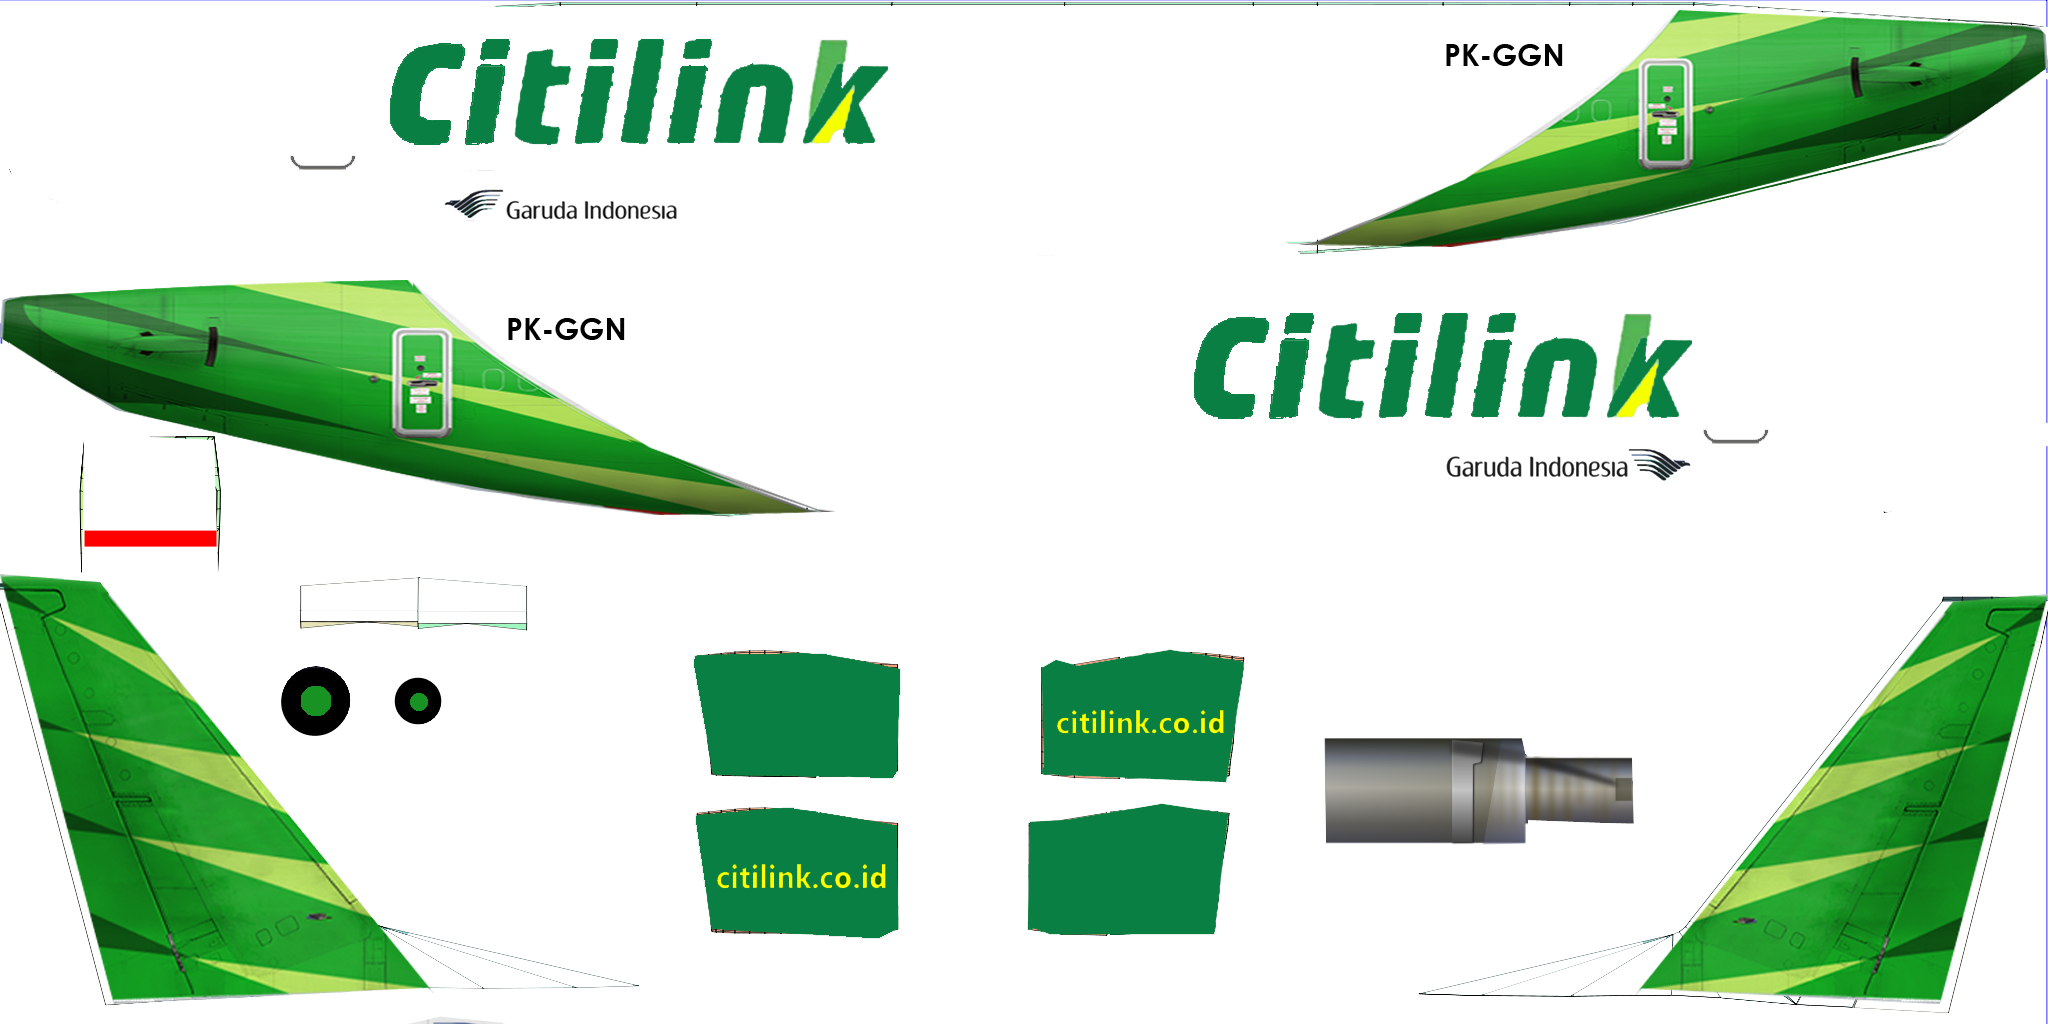 Citilink
PK-GGN
Garuda Indonesia
PK-GGN
Citilink
Garuda Indonesia
citilink.co.id
citilink.co.id